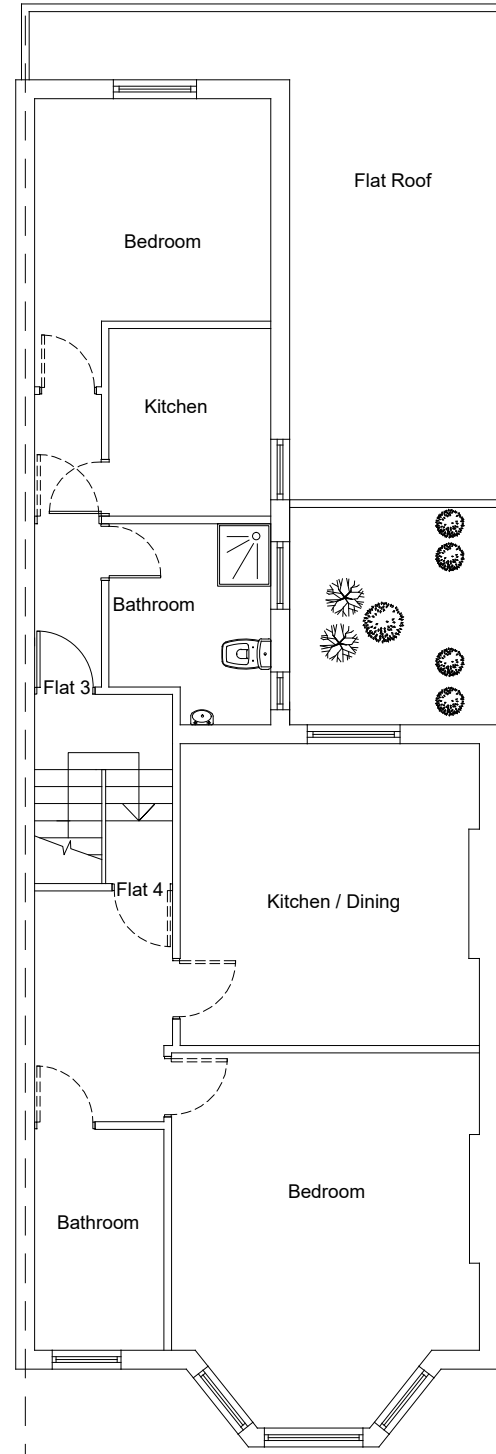 Flat Roof
Bedroom
Kitchen
Bathroom
Flat 3
Flat 4
Kitchen / Dining
Bedroom
Bathroom